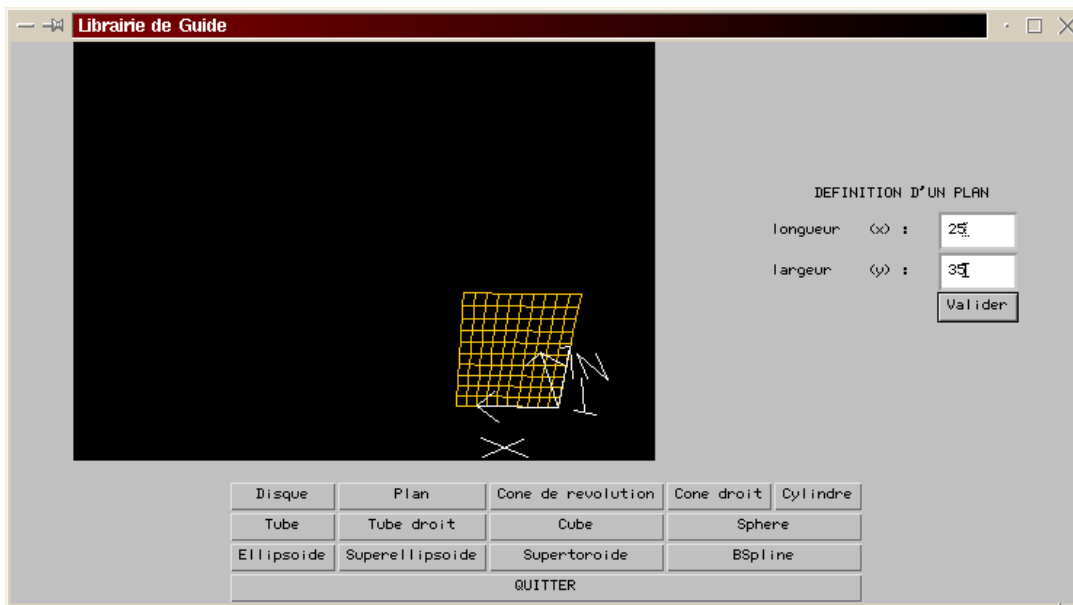 Librairie de Guide
DEFINITION D'UN PLAN
longueur (x) : 25
largeur (y) : 35
Valider
X
Z
Disque Plan Cone de revolution Cone droit Cylindre
Tube Tube droit Cube Sphere
Ellipsoide Superellipsoide Supertoroide BSpline
QUITTER